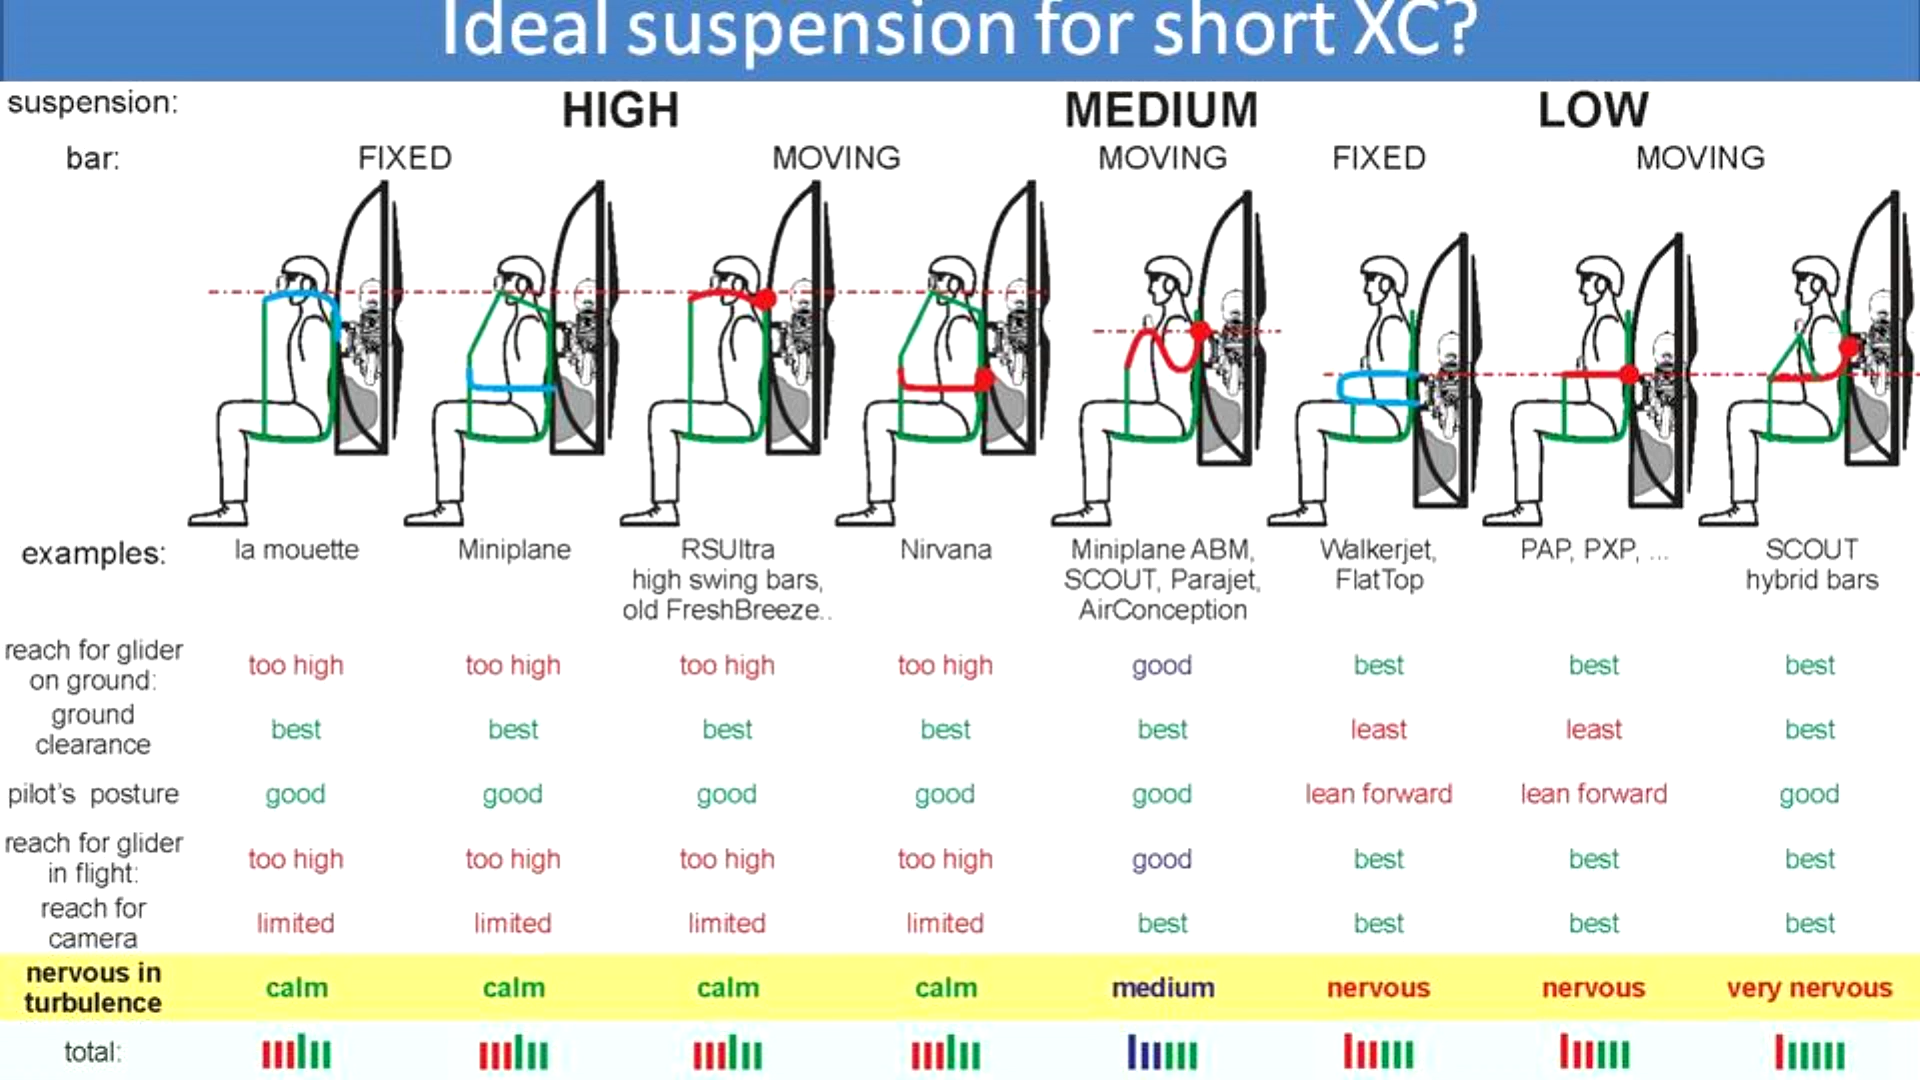 Ideal suspension for short XC?
suspension: HIGH MEDIUM LOW
bar: FIXED MOVING MOVING FIXED MOVING
examples: la mouette Miniplane RSUltra Nirvana Miniplane ABM, Walkerjet, PAP, PXP, ... SCOUT
high swing bars, SCOUT, Parajet, FlatTop hybrid bars
old FreshBreeze.. AirConception
reach for glider
on ground: too high too high too high too high good best best best
ground
clearance best best best best best least least best
pilot's posture good good good good good lean forward lean forward good
reach for glider
in flight: too high too high too high too high good best best best
reach for
camera limited limited limited limited best best best best
nervous in
turbulence calm calm calm calm medium nervous nervous very nervous
total: